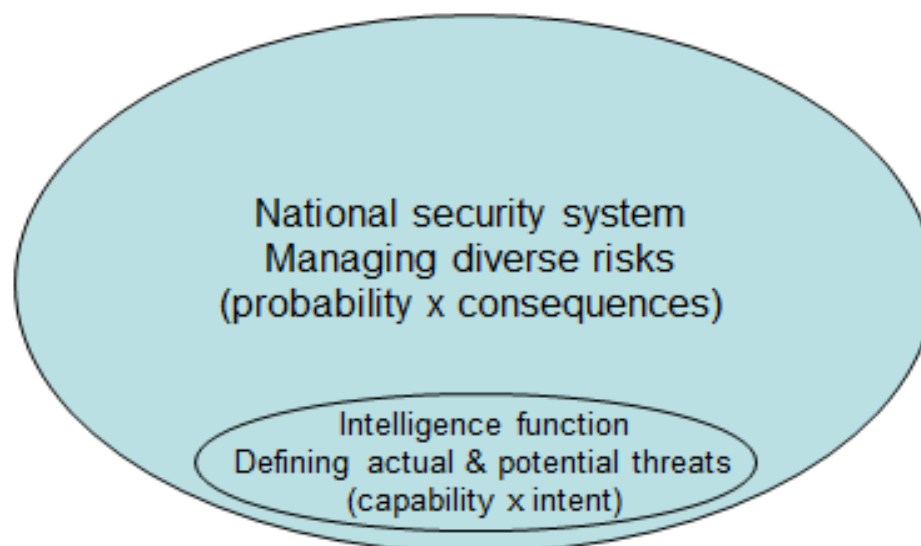 National security system
Managing diverse risks
(probability x consequences)
Intelligence function
Defining actual & potential threats
(capability x intent)